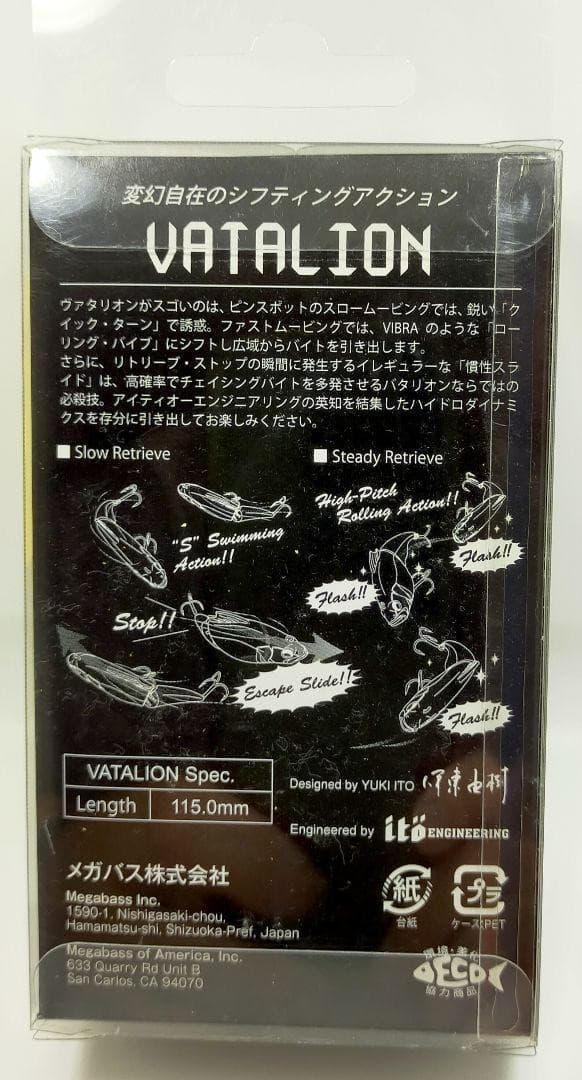 変幻自在のシフティングアクション
VATALION
ヴァタリオンがスゴいのは、ピンスポットのスロームービングでは、鋭い「ク
イック・ターン」で誘惑。ファストムービングでは、VIBRA のような「ロー
リング・バイブ」にシフトし広域からバイトを引き出します。
さらに、リトリーブ・ストップの瞬間に発生するイレギュラーな「慣性スラ
イド」は、高確率でチェイシングバイトを多発させるバタリオンならではの
必殺技。アイティオーエンジニアリングの英知を結集したハイドロダイナミ
クスを存分に引き出してお楽しみください。
■ Slow Retrieve
■ Steady Retrieve
High-Pitch
Rolling Action!!
"S" Swimming
Action!!
Flash!!
Flash!!
Stop!!
Escape Slide!!
Flash!!
VATALION Spec.
Length 115.0mm
Designed by YUKI ITO 伊東由樹
Engineered by itö ENGINEERING
メガバス株式会社
Megabass Inc.
1590-1, Nishigasaki-chou,
Hamamatsu-shi, Shizuoka-Pref, Japan
Megabass of America, Inc.
633 Quarry Rd Unit B
San Carlos, CA 94070
紙
台紙
プラ
ケース:PET
環境・美化
ECO
協力商品